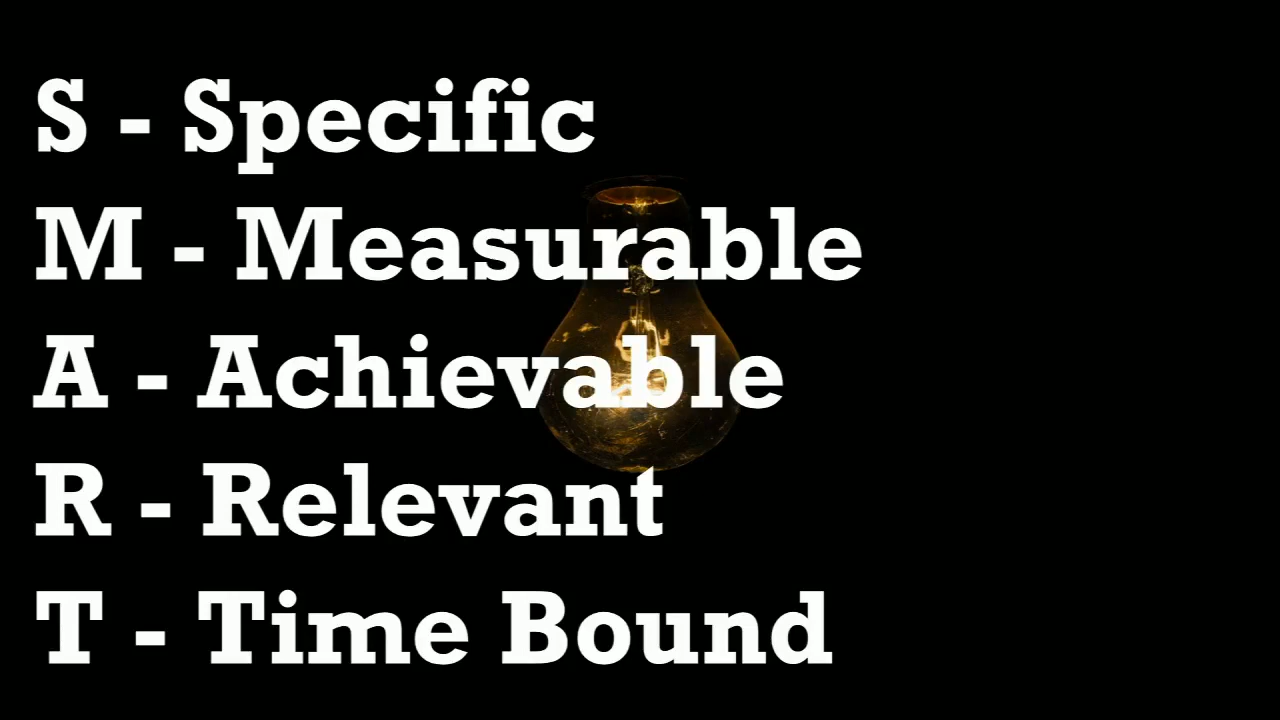 S - Specific
M - Measurable
A - Achievable
R - Relevant
T - Time Bound